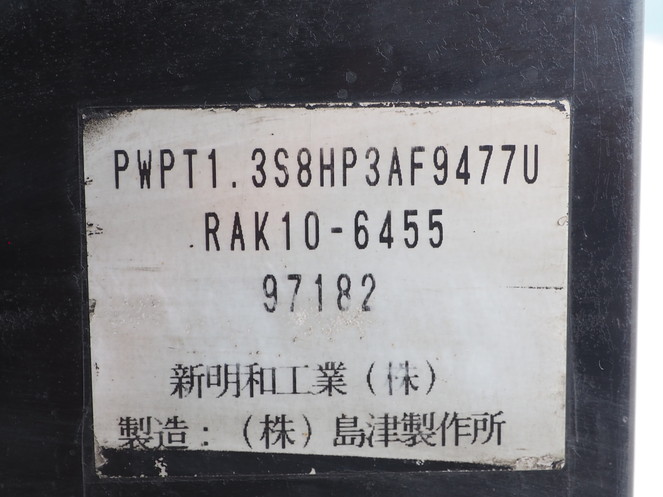 PWPT1.3S8HP3AF9477U
RAK10-6455
97182
新明和工業(株)
製造:(株)島津製作所